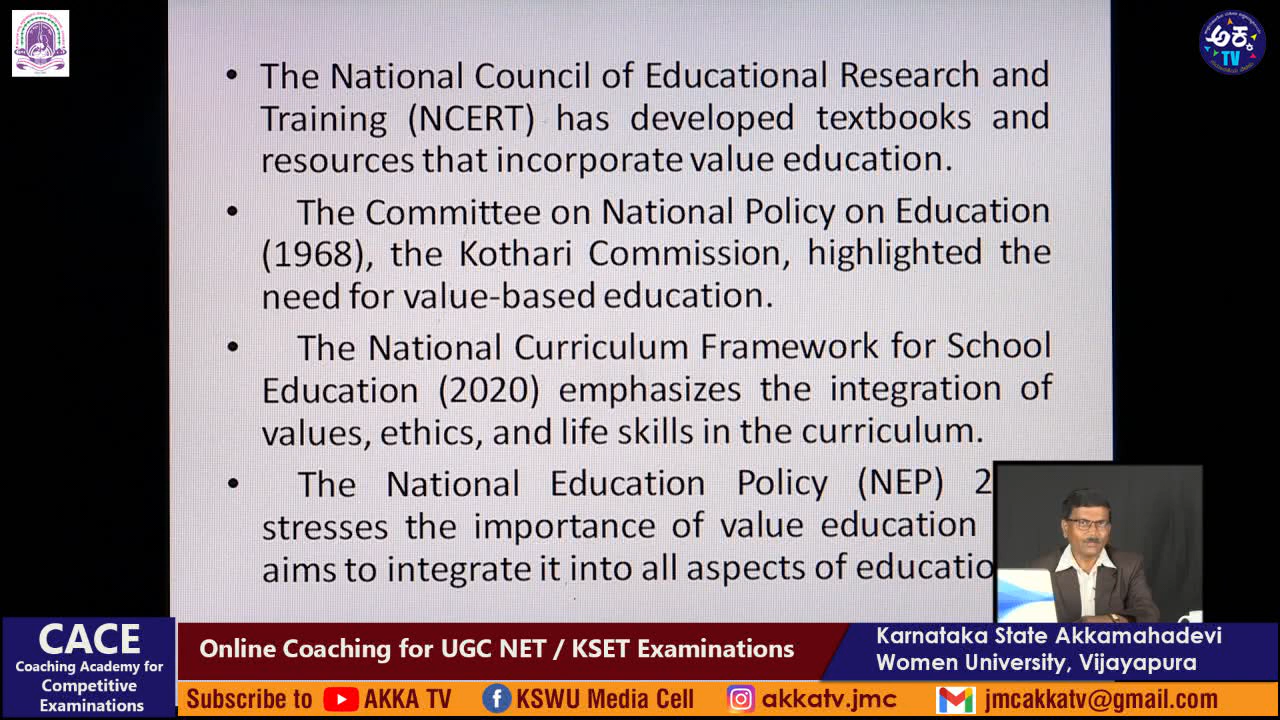 • The National Council of Educational Research and
Training (NCERT) has developed textbooks and
resources that incorporate value education.
• The Committee on National Policy on Education
(1968), the Kothari Commission, highlighted the
need for value-based education.
• The National Curriculum Framework for School
Education (2020) emphasizes the integration of
values, ethics, and life skills in the curriculum.
• The National Education Policy (NEP)
stresses the importance of value education
aims to integrate it into all aspects of
ಅಕ್ಕ
TV
CACE
Coaching Academy for
Competitive
Examinations
Online Coaching for UGC NET / KSET Examinations
Karnataka State Akkamahadevi
Women University, Vijayapura
Subscribe to AKKA TV KSWU Media Cell akkatv.jmc jmcakkatv@gmail.com